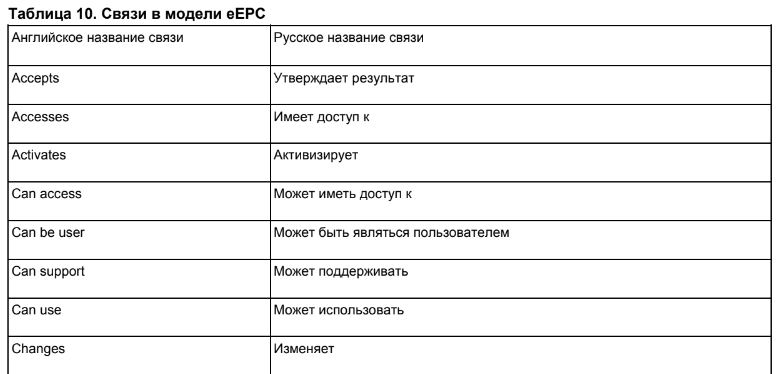 Таблица 10. Связи в модели eEPC
Английское название связи Русское название связи
Accepts Утверждает результат
Accesses Имеет доступ к
Activates Активизирует
Can access Может иметь доступ к
Can be user Может быть являться пользователем
Can support Может поддерживать
Can use Может использовать
Changes Изменяет